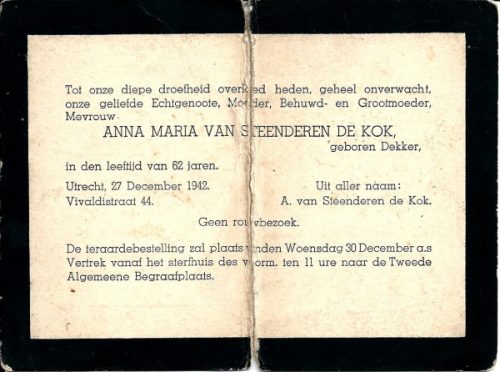 Tot onze diepe droefheid overleed heden, geheel onverwacht,
onze geliefde Echtgenoote, Moeder, Behuwd- en Grootmoeder,
Mevrouw
ANNA MARIA VAN STEENDEREN DE KOK,
geboren Dekker,
in den leeftijd van 62 jaren.
Utrecht, 27 December 1942. Uit aller naam:
Vivaldistraat 44. A. van Steenderen de Kok.
Geen rouwbezoek.
De teraardebestelling zal plaats vinden Woensdag 30 December a.s
Vertrek vanaf het sterfhuis des voorm. ten 11 ure naar de Tweede
Algemeene Begraafplaats.